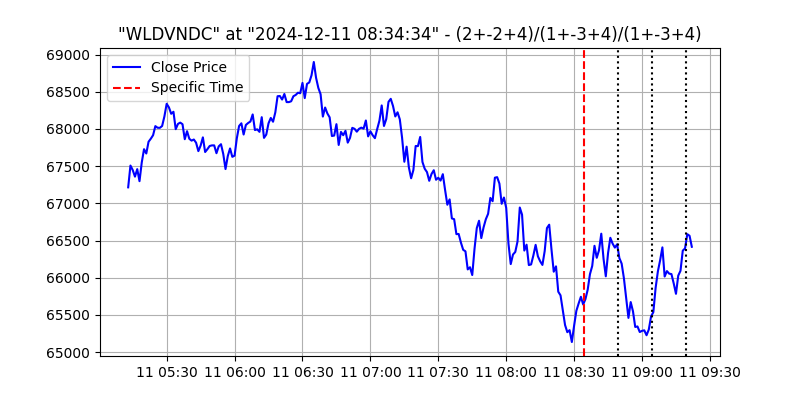 "WLDVNDC" at "2024-12-11 08:34:34" - (2+-2+4)/(1+-3+4)/(1+-3+4)
Close Price
Specific Time
69000
68500
68000
67500
67000
66500
66000
65500
65000
11 05:30 11 06:00 11 06:30 11 07:00 11 07:30 11 08:00 11 08:30 11 09:00 11 09:30